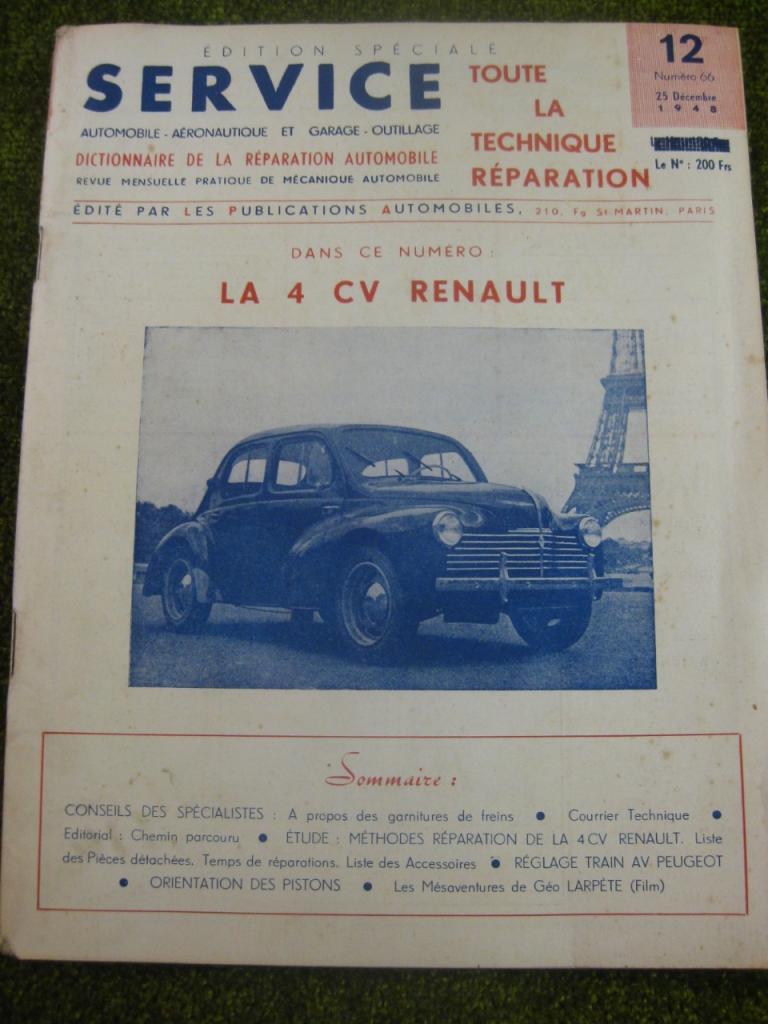 ÉDITION SPÉCIALE
SERVICE
AUTOMOBILE - AÉRONAUTIQUE ET GARAGE - OUTILLAGE
DICTIONNAIRE DE LA RÉPARATION AUTOMOBILE
REVUE MENSUELLE PRATIQUE DE MÉCANIQUE AUTOMOBILE
TOUTE
LA
TECHNIQUE
RÉPARATION
12
Numéro 66
25 Décembre
1948
Le N° : 200 Frs
ÉDITÉ PAR LES PUBLICATIONS AUTOMOBILES, 210, Fg St-MARTIN, PARIS
DANS CE NUMÉRO :
LA 4 CV RENAULT
Sommaire :
CONSEILS DES SPÉCIALISTES : A propos des garnitures de freins ● Courrier Technique ●
Editorial : Chemin parcouru ● ÉTUDE : MÉTHODES RÉPARATION DE LA 4 CV RENAULT. Liste
des Pièces détachées. Temps de réparations. Liste des Accessoires ● RÉGLAGE TRAIN AV PEUGEOT
● ORIENTATION DES PISTONS ● Les Mésaventures de Géo LARPÈTE (Film)